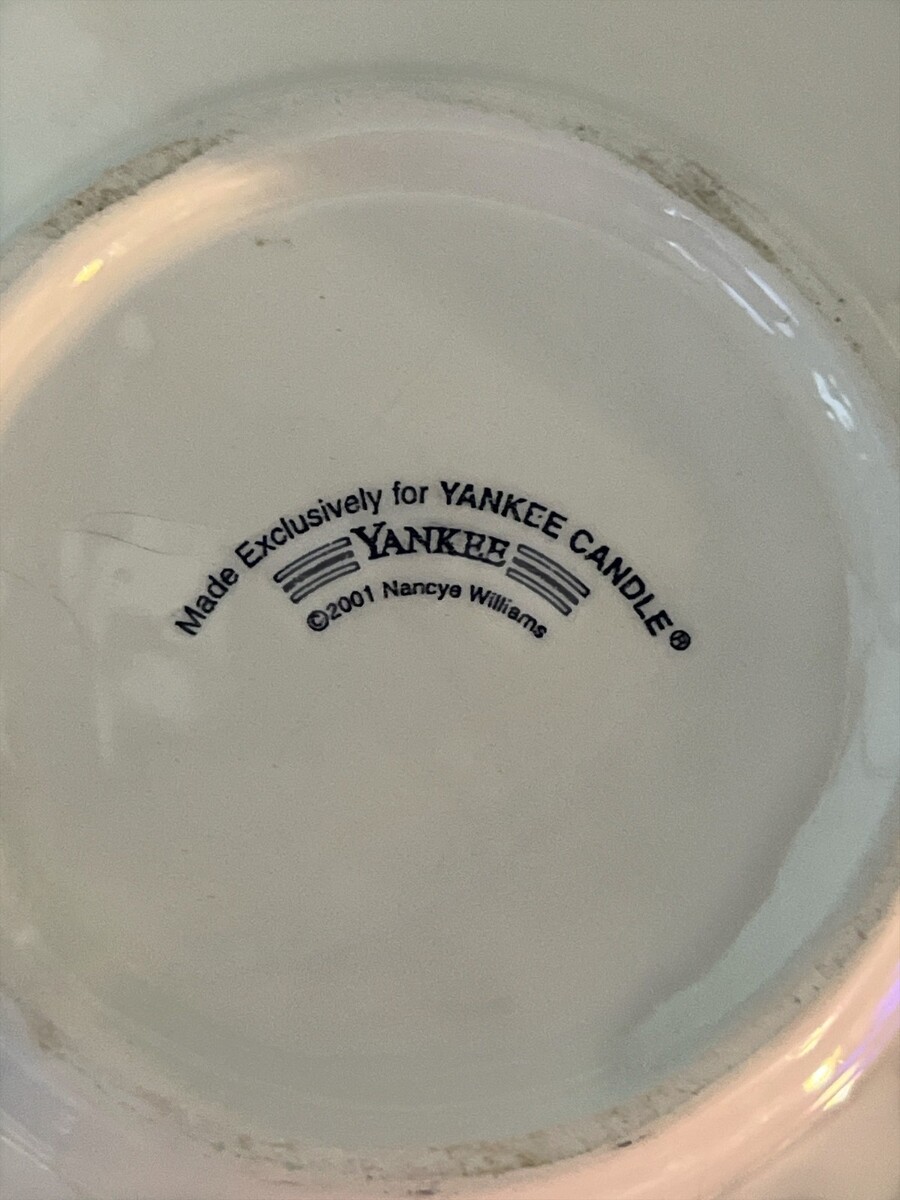 Made Exclusively for YANKEE CANDLE®
YANKEE
©2001 Nancye Williams